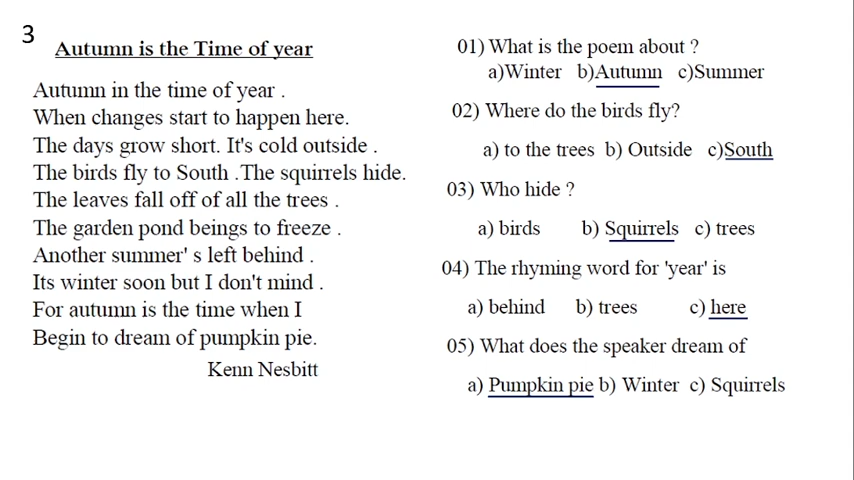 3
Autumn is the Time of year
Autumn in the time of year .
When changes start to happen here.
The days grow short. It's cold outside .
The birds fly to South .The squirrels hide.
The leaves fall off of all the trees .
The garden pond beings to freeze .
Another summer' s left behind .
Its winter soon but I don't mind .
For autumn is the time when I
Begin to dream of pumpkin pie.
Kenn Nesbitt
01) What is the poem about ?
a)Winter b)Autumn c)Summer
02) Where do the birds fly?
a) to the trees b) Outside c)South
03) Who hide ?
a) birds b) Squirrels c) trees
04) The rhyming word for 'year' is
a) behind b) trees c) here
05) What does the speaker dream of
a) Pumpkin pie b) Winter c) Squirrels